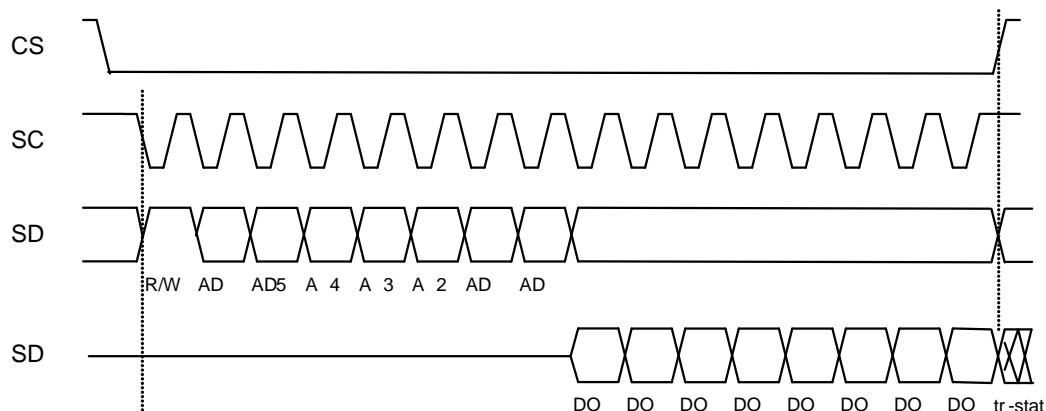 CS
SC
SD
R/W AD AD5 A 4 A 3 A 2 AD AD
SD
DO DO DO DO DO DO DO DO tr-stat